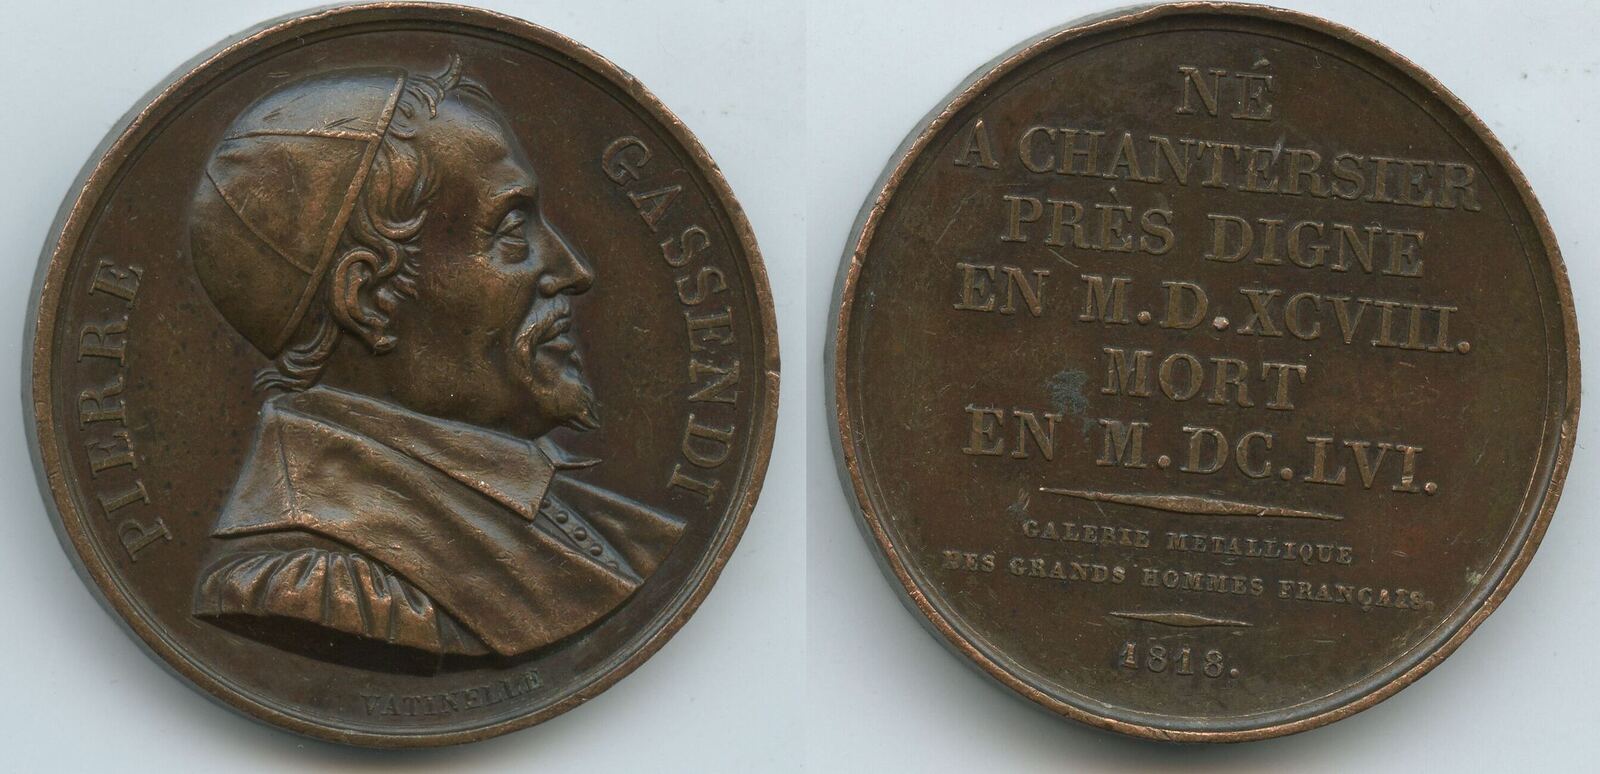 PIERRE
GASSENDI
VATINELLE
NÉ
A CHANTERSIER
PRÈS DIGNE
EN M.D.XCVIII.
MORT
EN M.DC.LVI.
GALERIE METALLIQUE
DES GRANDS HOMMES FRANÇAIS.
1818.